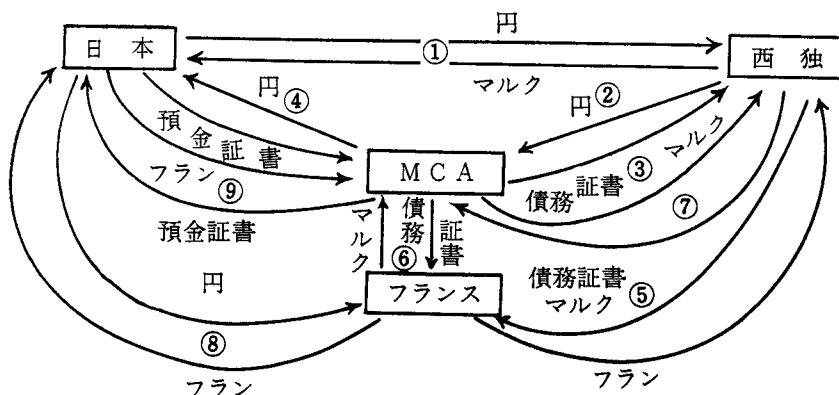 円
日本
①
西独
マルク
円④
円②
預金証書
マルク
フラン
⑨
MCA
③
債務証書
⑦
預金証書
マルク
債務証書
⑥
円
フランス
債務証書
マルク⑤
⑧
フラン
フラン